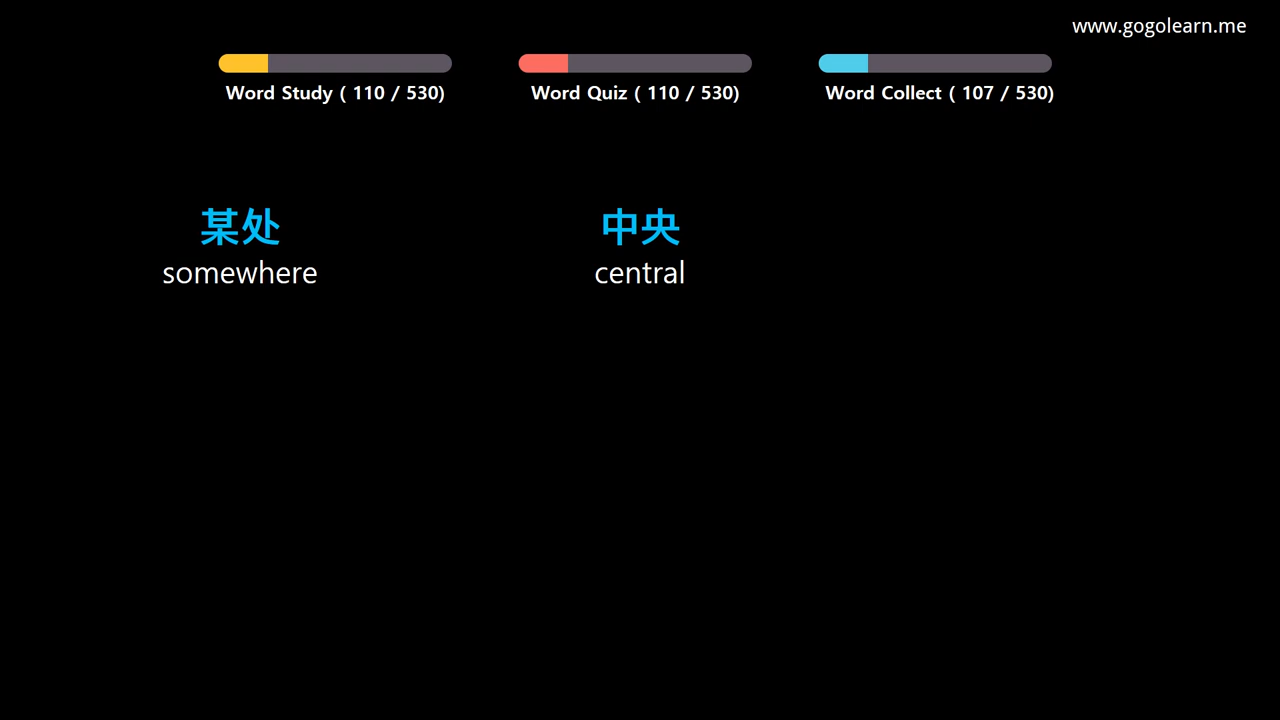 www.gogolearn.me
Word Study ( 110 / 530)
Word Quiz ( 110 / 530)
Word Collect ( 107 / 530)
某处
somewhere
中央
central